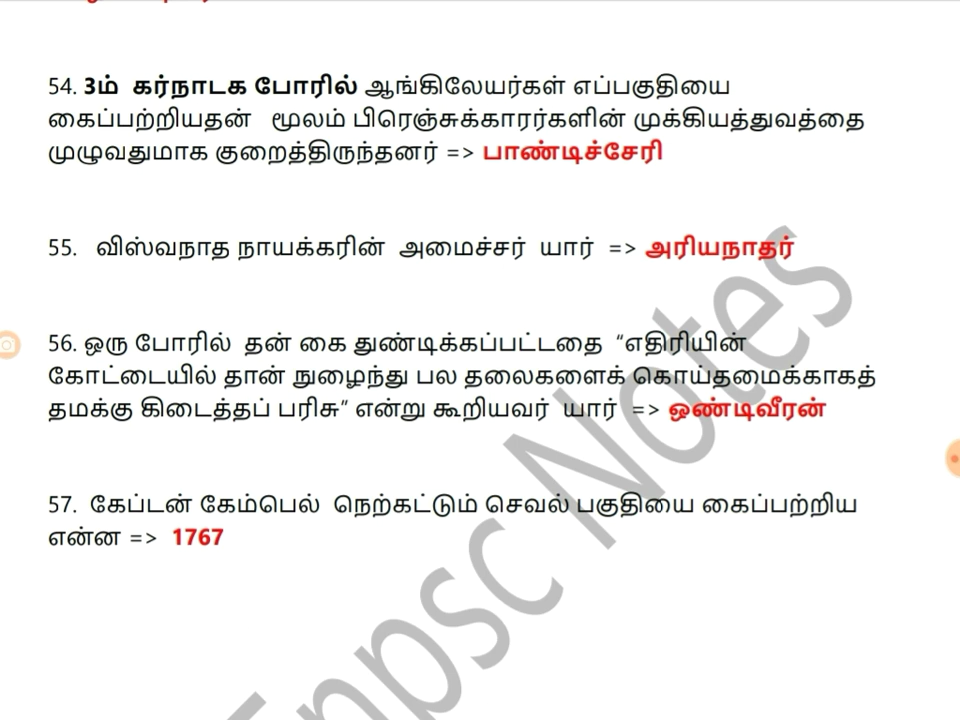 54. 3ம் கர்நாடக போரில் ஆங்கிலேயர்கள் எப்பகுதியை
கைப்பற்றியதன் மூலம் பிரெஞ்சுக்காரர்களின் முக்கியத்துவத்தை
முழுவதுமாக குறைத்திருந்தனர் => பாண்டிச்சேரி
55. விஸ்வநாத நாயக்கரின் அமைச்சர் யார் => அரியநாதர்
56. ஒரு போரில் தன் கை துண்டிக்கப்பட்டதை “எதிரியின்
கோட்டையில் தான் நுழைந்து பல தலைகளைக் கொய்தமைக்காகத்
தமக்கு கிடைத்தப் பரிசு” என்று கூறியவர் யார் => ஒண்டிவீரன்
57. கேப்டன் கேம்பெல் நெற்கட்டும் செவல் பகுதியை கைப்பற்றிய
என்ன => 1767
Tnpsc Notes